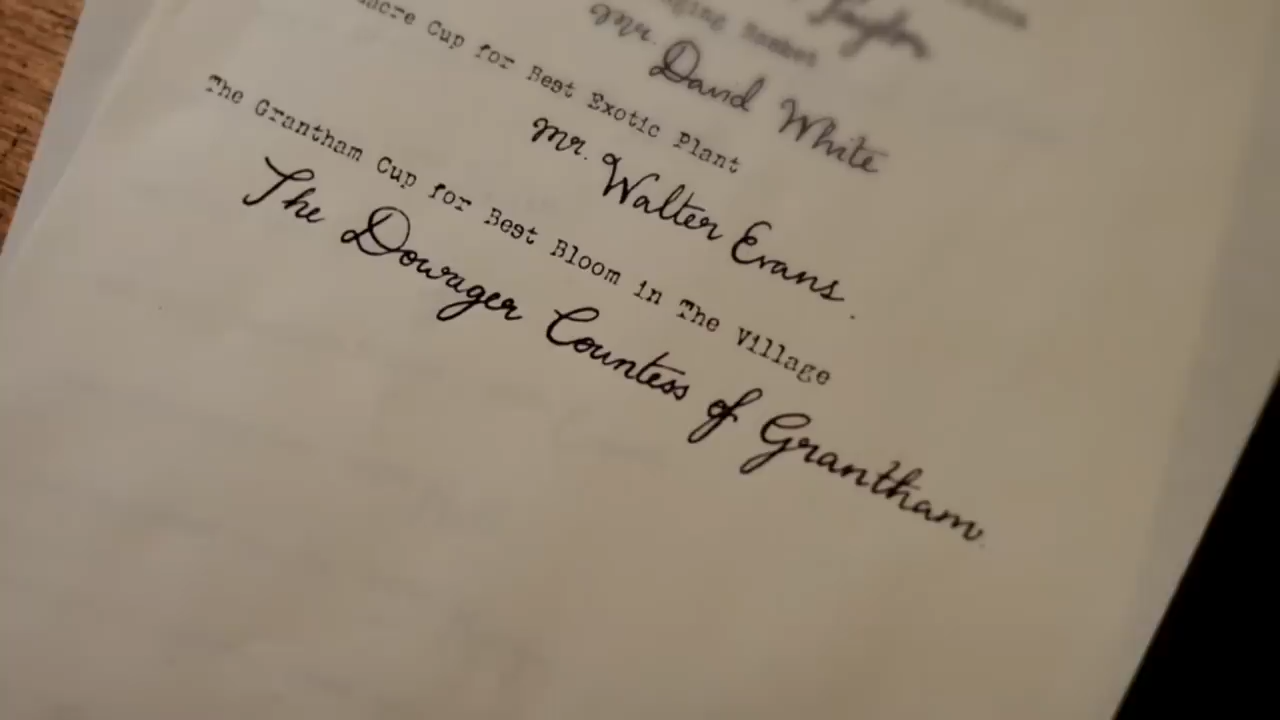 Mr. David White
Cup for Best Exotic Plant
Mr. Walter Evans.
The Grantham Cup for Best Bloom in The Village
The Dowager Countess of Grantham.